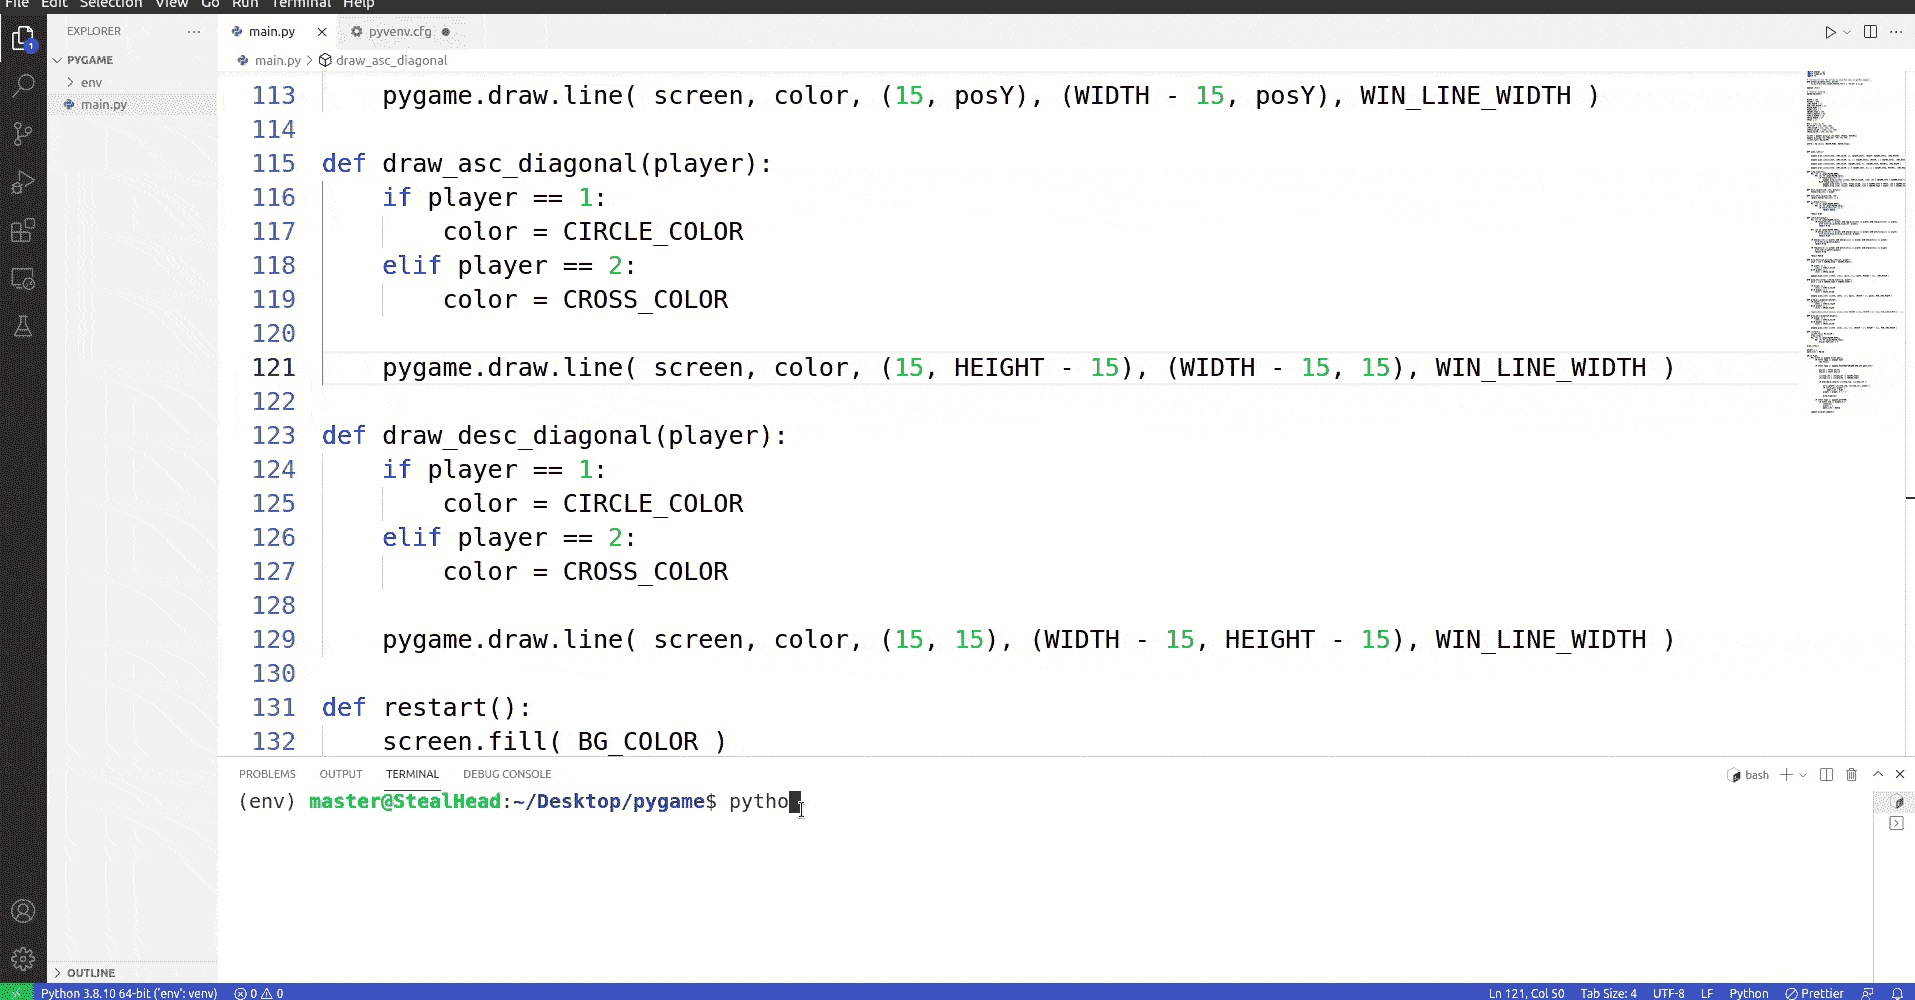 File Edit Selection View Go Run Terminal Help
EXPLORER
main.py
pyvenv.cfg
PYGAME
env
main.py
main.py
draw_asc_diagonal
113 pygame.draw.line( screen, color, (15, posY), (WIDTH - 15, posY), WIN_LINE_WIDTH )
114
115 def draw_asc_diagonal(player):
116 if player == 1:
117 color = CIRCLE_COLOR
118 elif player == 2:
119 color = CROSS_COLOR
120
121 pygame.draw.line( screen, color, (15, HEIGHT - 15), (WIDTH - 15, 15), WIN_LINE_WIDTH )
122
123 def draw_desc_diagonal(player):
124 if player == 1:
125 color = CIRCLE_COLOR
126 elif player == 2:
127 color = CROSS_COLOR
128
129 pygame.draw.line( screen, color, (15, 15), (WIDTH - 15, HEIGHT - 15), WIN_LINE_WIDTH )
130
131 def restart():
132 screen.fill( BG_COLOR )
PROBLEMS OUTPUT TERMINAL DEBUG CONSOLE
bash
(env) master@StealHead:~/Desktop/pygame$ pytho
OUTLINE
Python 3.8.10 64-bit ('env': venv) 0 0
Ln 121, Col 50 Tab Size: 4 UTF-8 LF Python Prettier
1